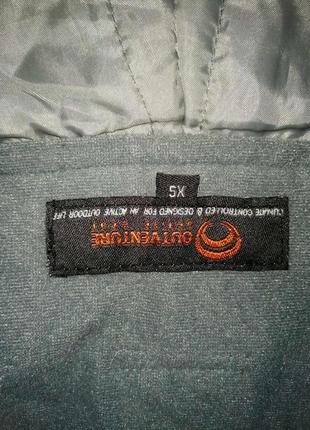 OUTVENTURE
CLIMATE CONTROLLED & DESIGNED FOR AN ACTIVE OUTDOOR LIFE
XS